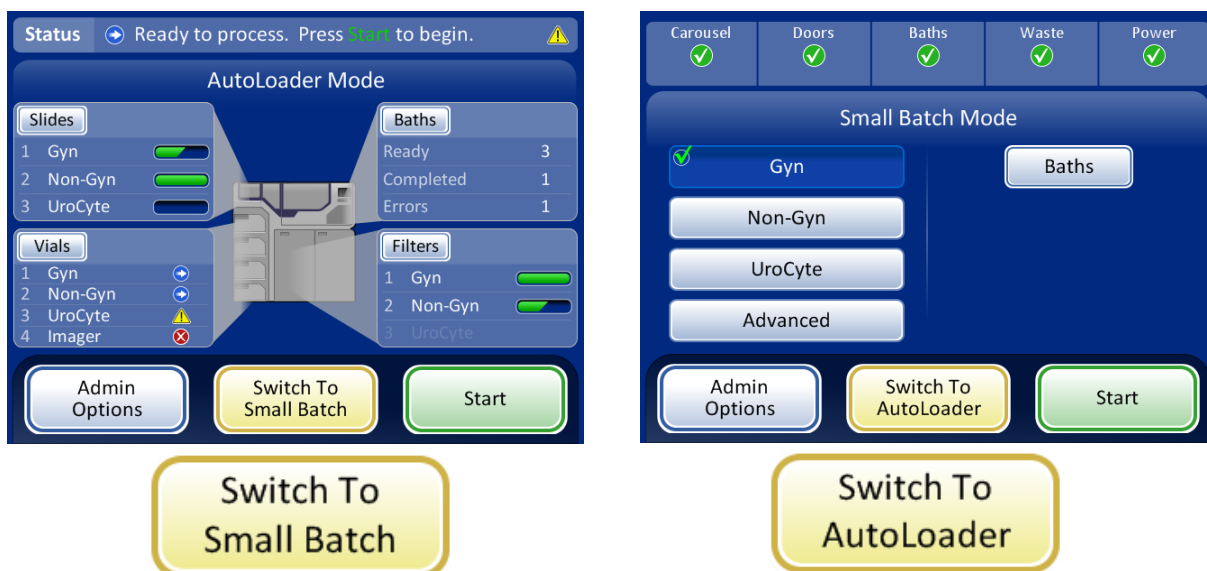 Status Ready to process. Press Start to begin.
AutoLoader Mode
Slides
1 Gyn
2 Non-Gyn
3 UroCyte
Baths
Ready 3
Completed 1
Errors 1
Vials
1 Gyn
2 Non-Gyn
3 UroCyte
4 Imager
Filters
1 Gyn
2 Non-Gyn
3 UroCyte
Admin
Options
Switch To
Small Batch
Start
Switch To
Small Batch
Carousel Doors Baths Waste Power
Small Batch Mode
Gyn
Non-Gyn
UroCyte
Advanced
Baths
Admin
Options
Switch To
AutoLoader
Start
Switch To
AutoLoader